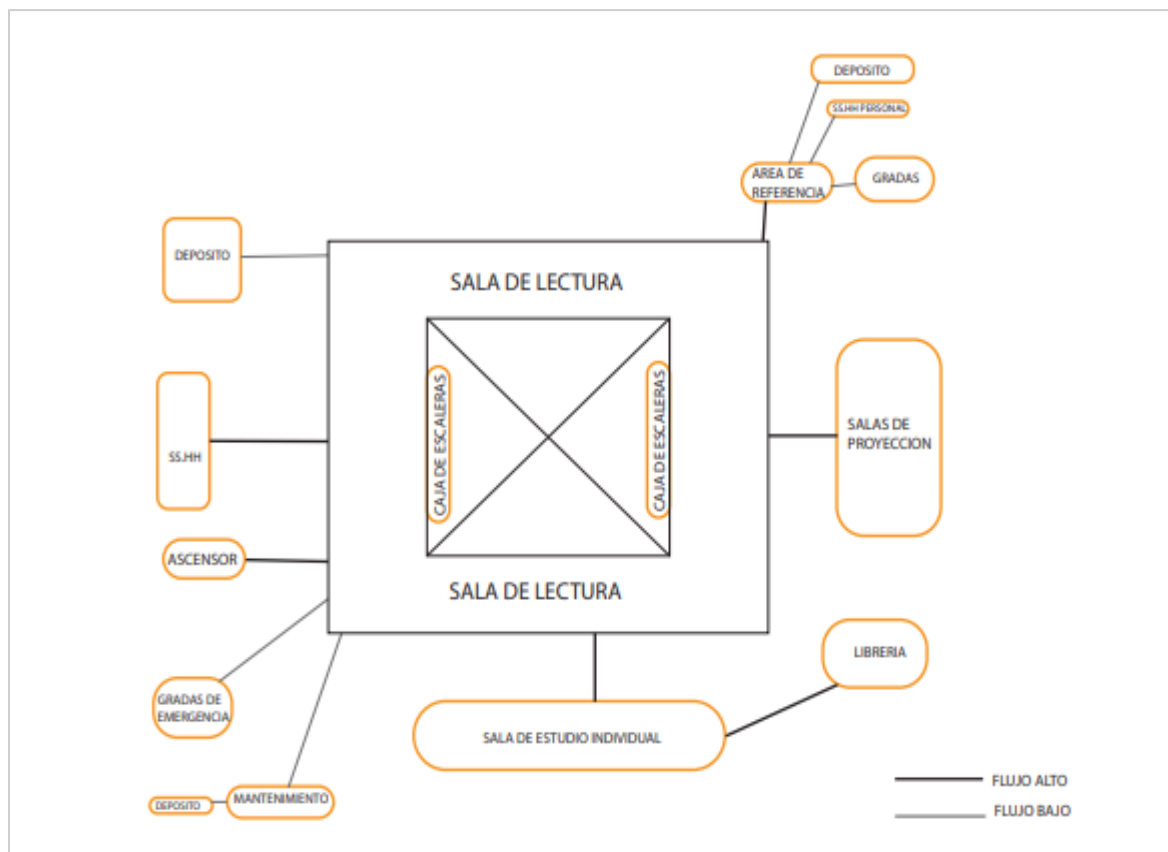 DEPOSITO
SS.HH PERSONAL
AREA DE
REFERENCIA
GRADAS
DEPOSITO
SALA DE LECTURA
CAJA DE ESCALERAS
CAJA DE ESCALERAS
SALAS DE
PROYECCION
SS.HH
ASCENSOR
SALA DE LECTURA
LIBRERIA
GRADAS DE
EMERGENCIA
SALA DE ESTUDIO INDIVIDUAL
DEPOSITO
MANTENIMIENTO
FLUJO ALTO
FLUJO BAJO